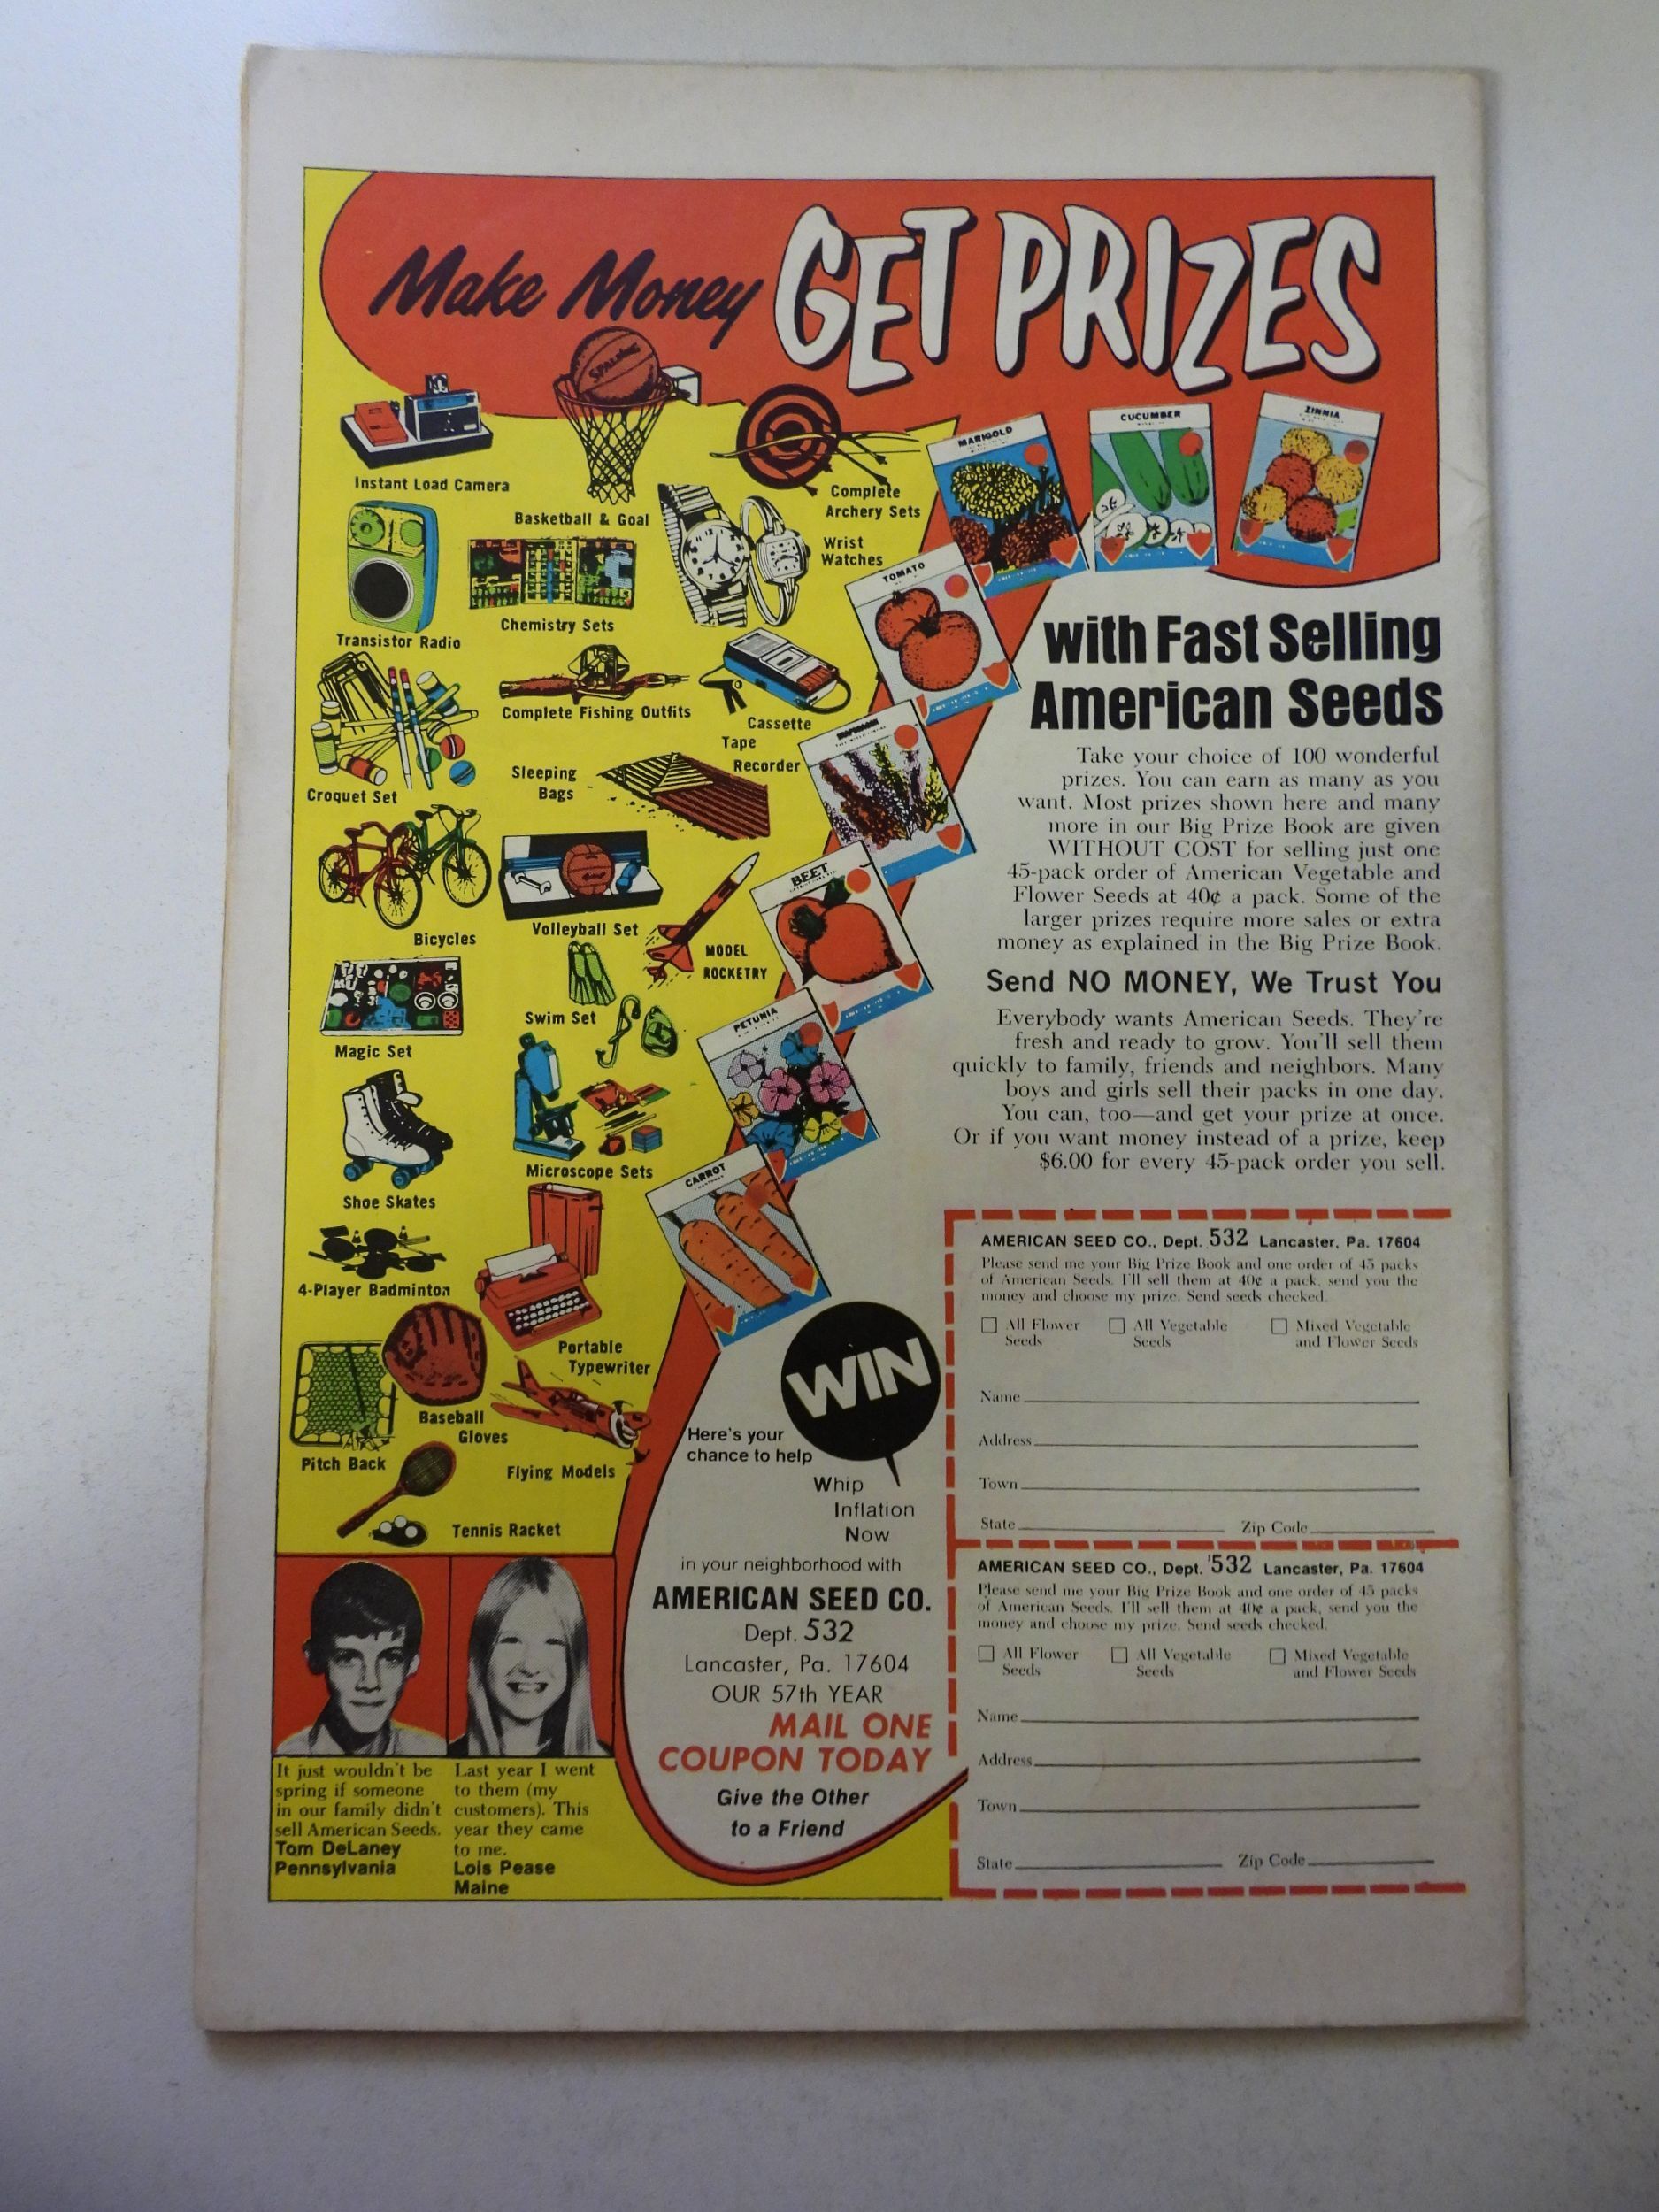 Make Money GET PRIZES
SPALDING
Instant Load Camera
Basketball & Goal
Complete
Archery Sets
Wrist
Watches
Transistor Radio
Chemistry Sets
Complete Fishing Outfits
Cassette
Tape
Recorder
Croquet Set
Sleeping
Bags
Bicycles
Volleyball Set
MODEL
ROCKETRY
Magic Set
Swim Set
Microscope Sets
Shoe Skates
4-Player Badminton
Portable
Typewriter
Baseball
Gloves
Pitch Back
Flying Models
Tennis Racket
MARIGOLD
CUCUMBER
ZINNIA
TOMATO
BEET
PETUNIA
CARROT
with Fast Selling
American Seeds
Take your choice of 100 wonderful
prizes. You can earn as many as you
want. Most prizes shown here and many
more in our Big Prize Book are given
WITHOUT COST for selling just one
45-pack order of American Vegetable and
Flower Seeds at 40¢ a pack. Some of the
larger prizes require more sales or extra
money as explained in the Big Prize Book.
Send NO MONEY, We Trust You
Everybody wants American Seeds. They're
fresh and ready to grow. You'll sell them
quickly to family, friends and neighbors. Many
boys and girls sell their packs in one day.
You can, too—and get your prize at once.
Or if you want money instead of a prize, keep
$6.00 for every 45-pack order you sell.
WIN
Here's your
chance to help
Whip
Inflation
Now
in your neighborhood with
AMERICAN SEED CO.
Dept. 532
Lancaster, Pa. 17604
OUR 57th YEAR
MAIL ONE
COUPON TODAY
Give the Other
to a Friend
It just wouldn't be
spring if someone
in our family didn't
sell American Seeds.
Tom DeLaney
Pennsylvania
Last year I went
to them (my
customers). This
year they came
to me.
Lois Pease
Maine
AMERICAN SEED CO., Dept. 532 Lancaster, Pa. 17604
Please send me your Big Prize Book and one order of 45 packs
of American Seeds. I'll sell them at 40¢ a pack, send you the
money and choose my prize. Send seeds checked.
All Flower
Seeds
All Vegetable
Seeds
Mixed Vegetable
and Flower Seeds
Name
Address
Town
State Zip Code
AMERICAN SEED CO., Dept. 532 Lancaster, Pa. 17604
Please send me your Big Prize Book and one order of 45 packs
of American Seeds. I'll sell them at 40¢ a pack, send you the
money and choose my prize. Send seeds checked.
All Flower
Seeds
All Vegetable
Seeds
Mixed Vegetable
and Flower Seeds
Name
Address
Town
State Zip Code